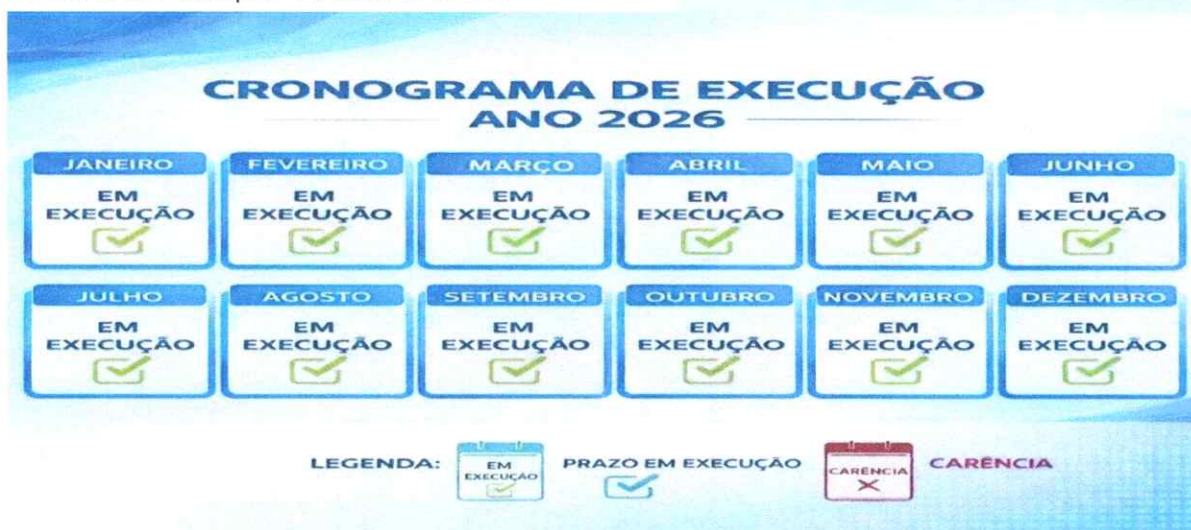 CRONOGRAMA DE EXECUÇÃO
ANO 2026
JANEIRO FEVEREIRO MARÇO ABRIL MAIO JUNHO
EM EM EM EM EM EM
EXECUÇÃO EXECUÇÃO EXECUÇÃO EXECUÇÃO EXECUÇÃO EXECUÇÃO
JULHO AGOSTO SETEMBRO OUTUBRO NOVEMBRO DEZEMBRO
EM EM EM EM EM EM
EXECUÇÃO EXECUÇÃO EXECUÇÃO EXECUÇÃO EXECUÇÃO EXECUÇÃO
LEGENDA: EM EXECUÇÃO PRAZO EM EXECUÇÃO CARÊNCIA CARÊNCIA